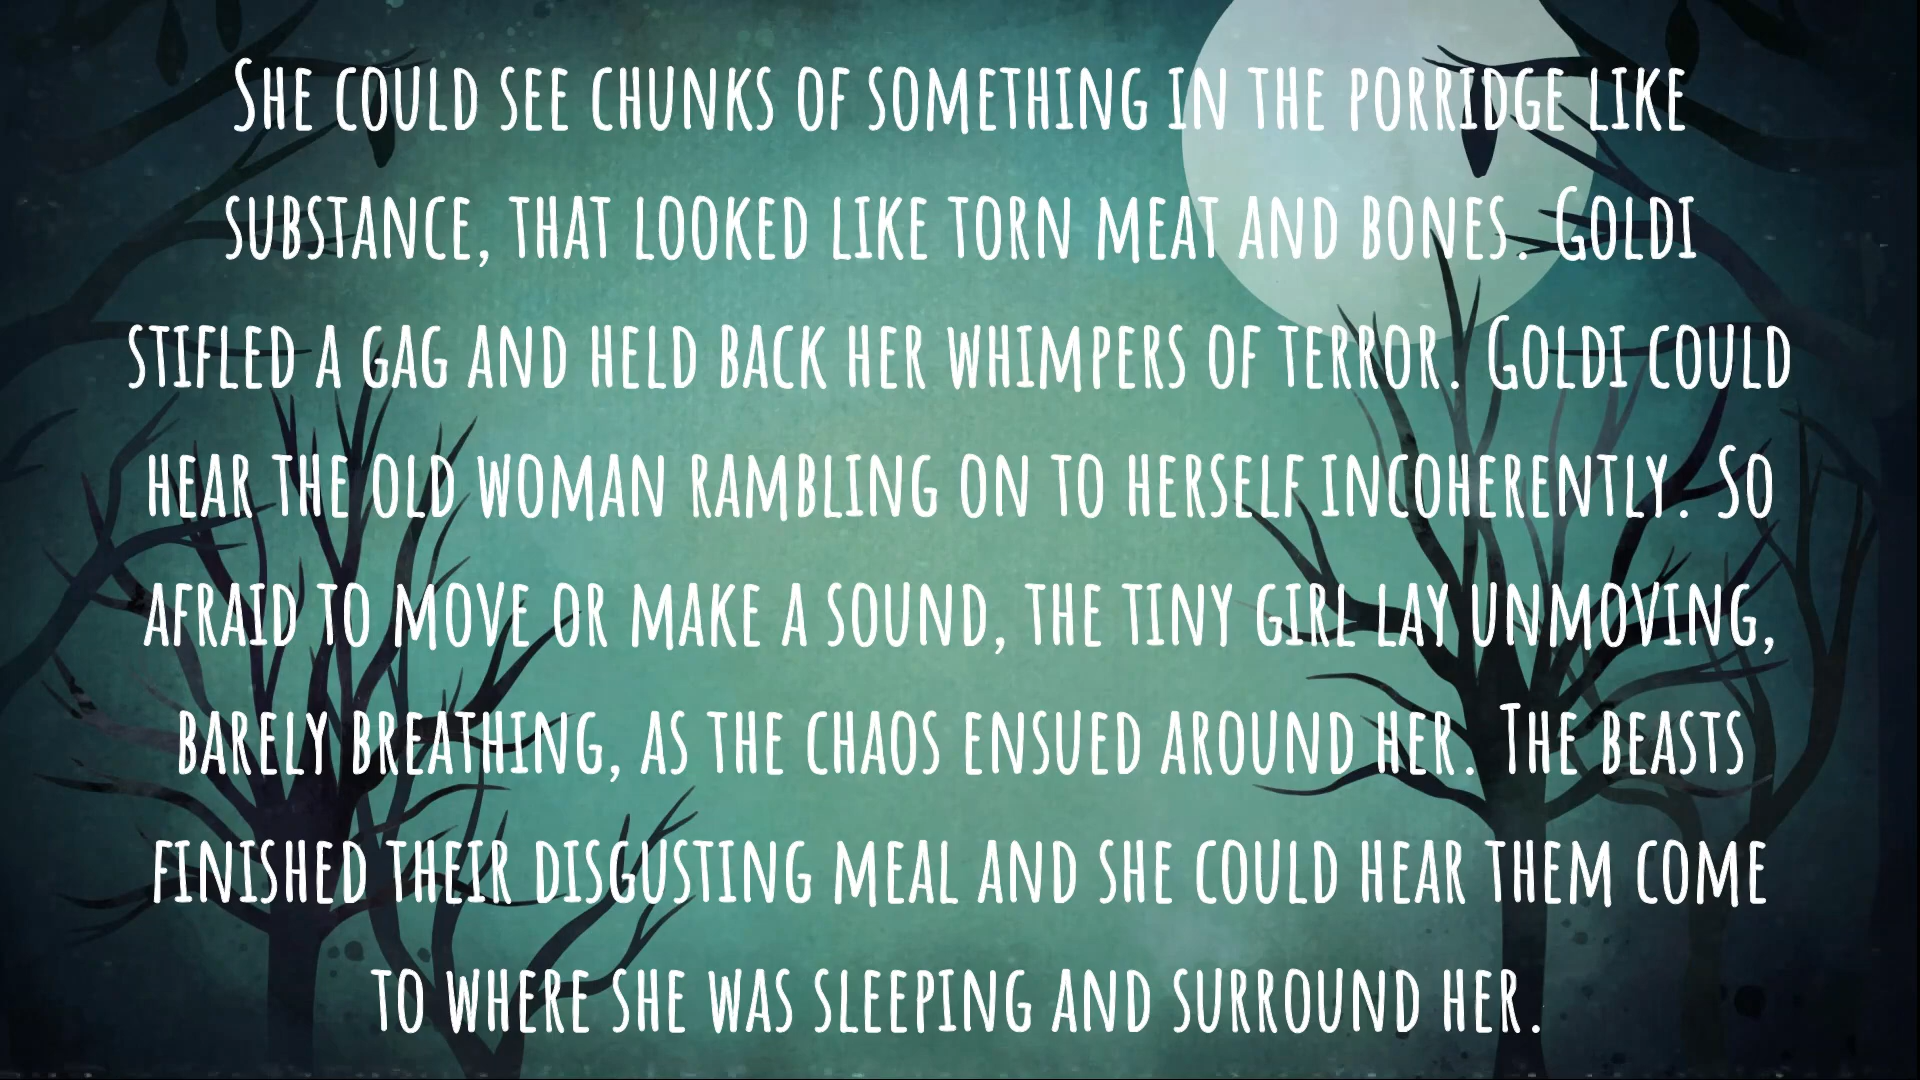 She could see chunks of something in the porridge like
substance, that looked like torn meat and bones. Goldi
stifled a gag and held back her whimpers of terror. Goldi could
hear the old woman rambling on to herself incoherently. So
afraid to move or make a sound, the tiny girl lay unmoving,
barely breathing, as the chaos ensued around her. The beasts
finished their disgusting meal and she could hear them come
to where she was sleeping and surround her.